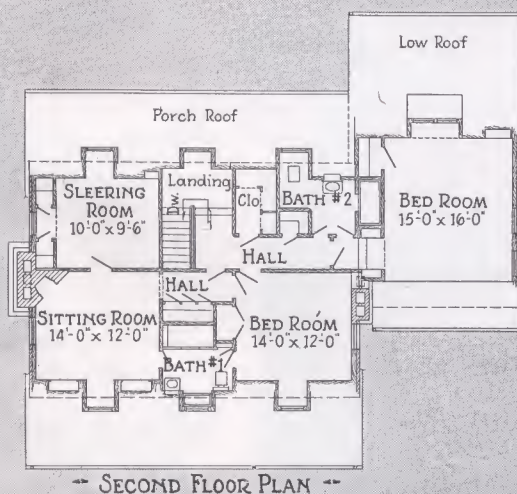 Low Roof
Porch Roof
SLEEPING
ROOM
10'-0" x 9'-6"
Landing
Dw.
Clo
BATH #2
BED ROOM
15'-0" x 16'-0"
HALL
HALL
SITTING ROOM
14'-0" x 12'-0"
BED ROOM
14'-0" x 12'-0"
BATH #1
SECOND FLOOR PLAN